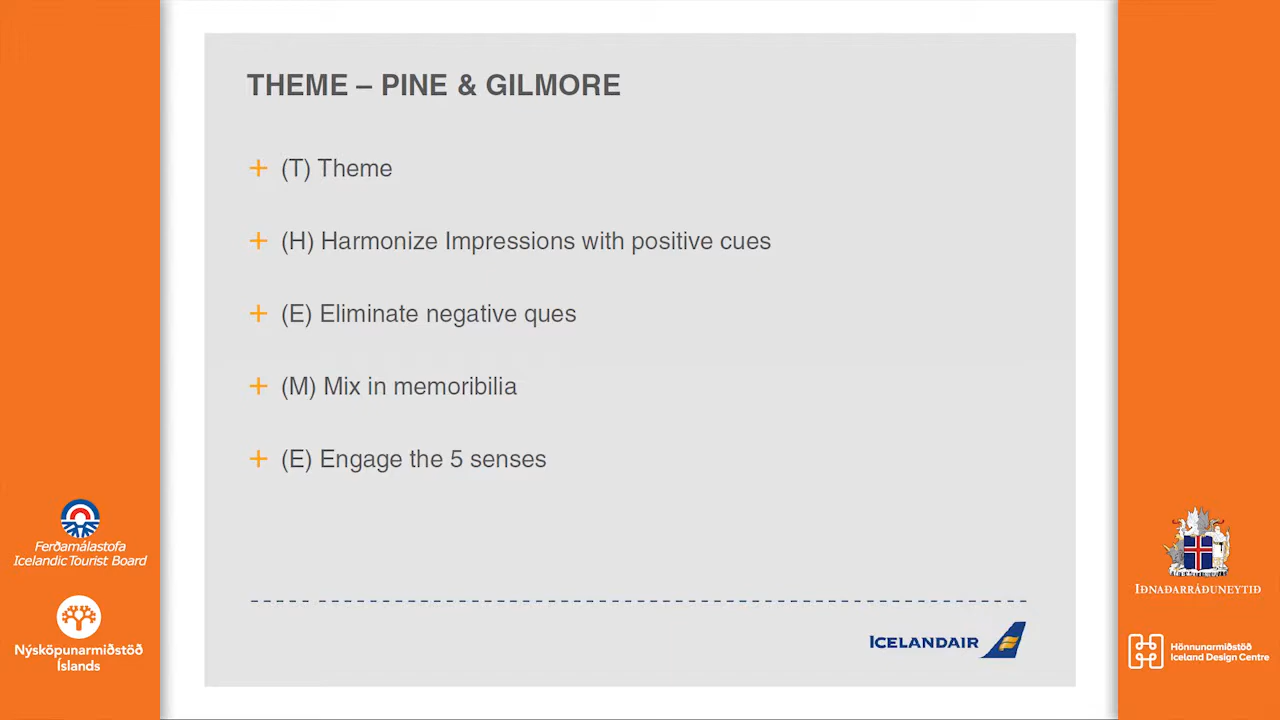 THEME – PINE & GILMORE
+ (T) Theme
+ (H) Harmonize Impressions with positive cues
+ (E) Eliminate negative ques
+ (M) Mix in memoribilia
+ (E) Engage the 5 senses
ICELANDAIR
Ferðamálastofa
Icelandic Tourist Board
Nýsköpunarmiðstöð
Íslands
IÐNAÐARRÁÐUNEYTIÐ
Hönnunarmiðstöð
Iceland Design Centre